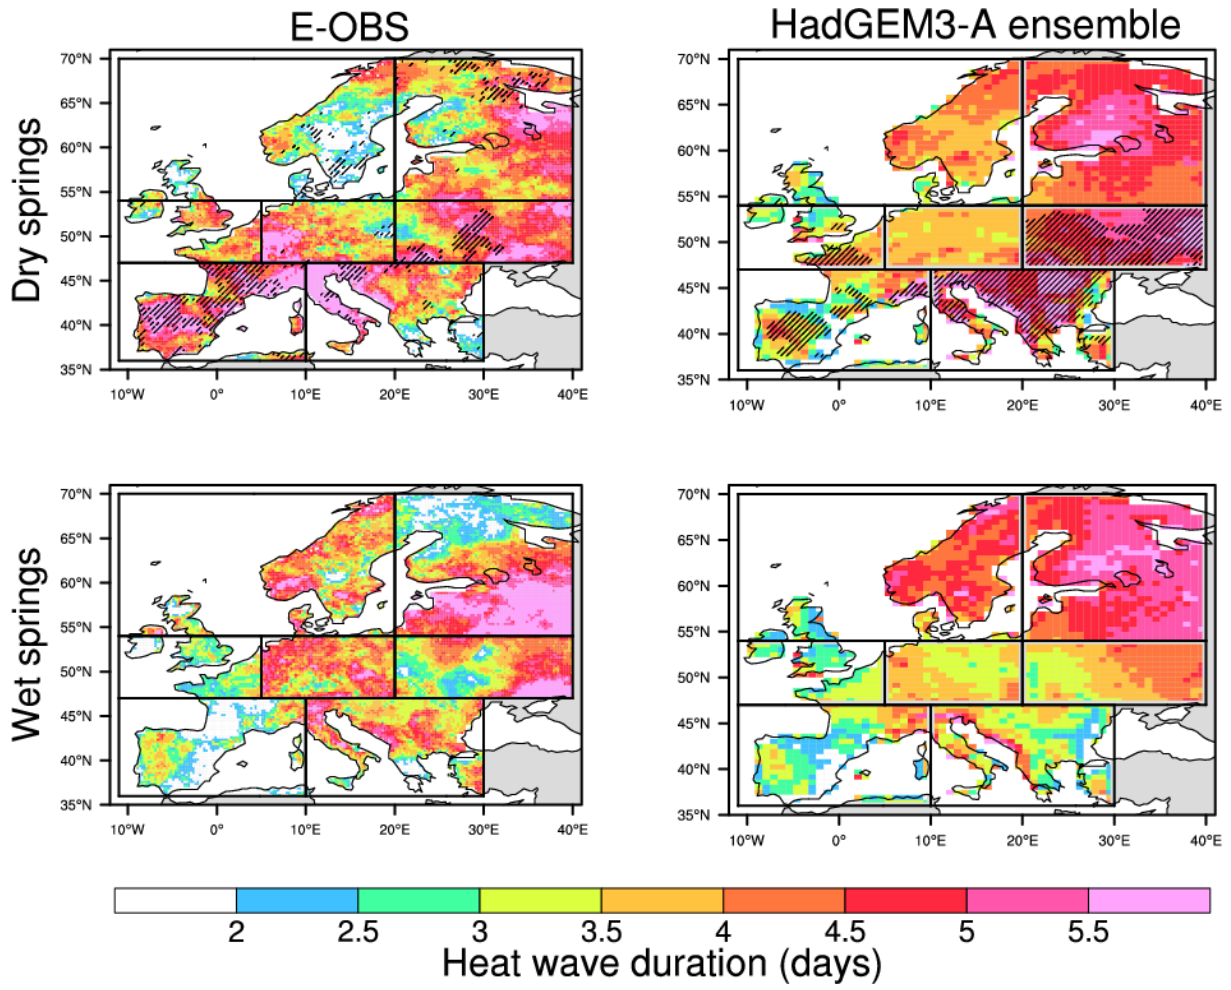 E-OBS
HadGEM3-A ensemble
Dry springs
70°N
65°N
60°N
55°N
50°N
45°N
40°N
35°N
10°W 0° 10°E 20°E 30°E 40°E
70°N
65°N
60°N
55°N
50°N
45°N
40°N
35°N
10°W 0° 10°E 20°E 30°E 40°E
Wet springs
70°N
65°N
60°N
55°N
50°N
45°N
40°N
35°N
10°W 0° 10°E 20°E 30°E 40°E
70°N
65°N
60°N
55°N
50°N
45°N
40°N
35°N
10°W 0° 10°E 20°E 30°E 40°E
2 2.5 3 3.5 4 4.5 5 5.5
Heat wave duration (days)